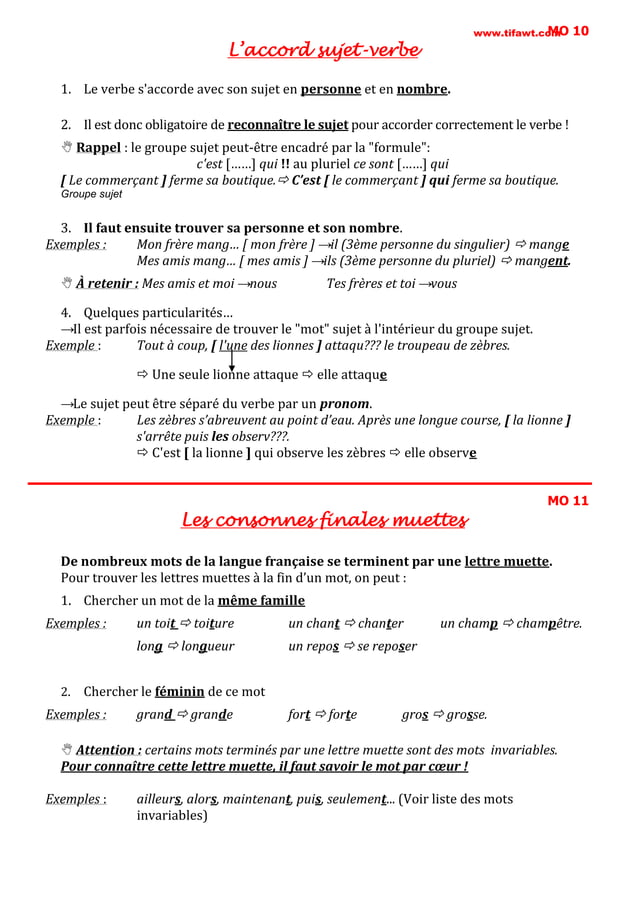 www.tifawt.com MO 10
L'accord sujet-verbe
1. Le verbe s'accorde avec son sujet en personne et en nombre.
2. Il est donc obligatoire de reconnaître le sujet pour accorder correctement le verbe !
Rappel : le groupe sujet peut-être encadré par la "formule":
c'est [......] qui !! au pluriel ce sont [......] qui
[ Le commerçant ] ferme sa boutique. ⇨ C'est [ le commerçant ] qui ferme sa boutique.
Groupe sujet
3. Il faut ensuite trouver sa personne et son nombre.
Exemples : Mon frère mang... [ mon frère ] →il (3ème personne du singulier) ⇨ mange
Mes amis mang... [ mes amis ] →ils (3ème personne du pluriel) ⇨ mangent.
À retenir : Mes amis et moi →nous Tes frères et toi →vous
4. Quelques particularités...
→Il est parfois nécessaire de trouver le "mot" sujet à l'intérieur du groupe sujet.
Exemple : Tout à coup, [ l'une des lionnes ] attaqu??? le troupeau de zèbres.
⇨ Une seule lionne attaque ⇨ elle attaque
→Le sujet peut être séparé du verbe par un pronom.
Exemple : Les zèbres s'abreuvent au point d'eau. Après une longue course, [ la lionne ]
s'arrête puis les observ???.
⇨ C'est [ la lionne ] qui observe les zèbres ⇨ elle observe
MO 11
Les consonnes finales muettes
De nombreux mots de la langue française se terminent par une lettre muette.
Pour trouver les lettres muettes à la fin d'un mot, on peut :
1. Chercher un mot de la même famille
Exemples : un toit ⇨ toiture un chant ⇨ chanter un champ ⇨ champêtre.
long ⇨ longueur un repos ⇨ se reposer
2. Chercher le féminin de ce mot
Exemples : grand ⇨ grande fort ⇨ forte gros ⇨ grosse.
Attention : certains mots terminés par une lettre muette sont des mots invariables.
Pour connaître cette lettre muette, il faut savoir le mot par cœur !
Exemples : ailleurs, alors, maintenant, puis, seulement... (Voir liste des mots
invariables)